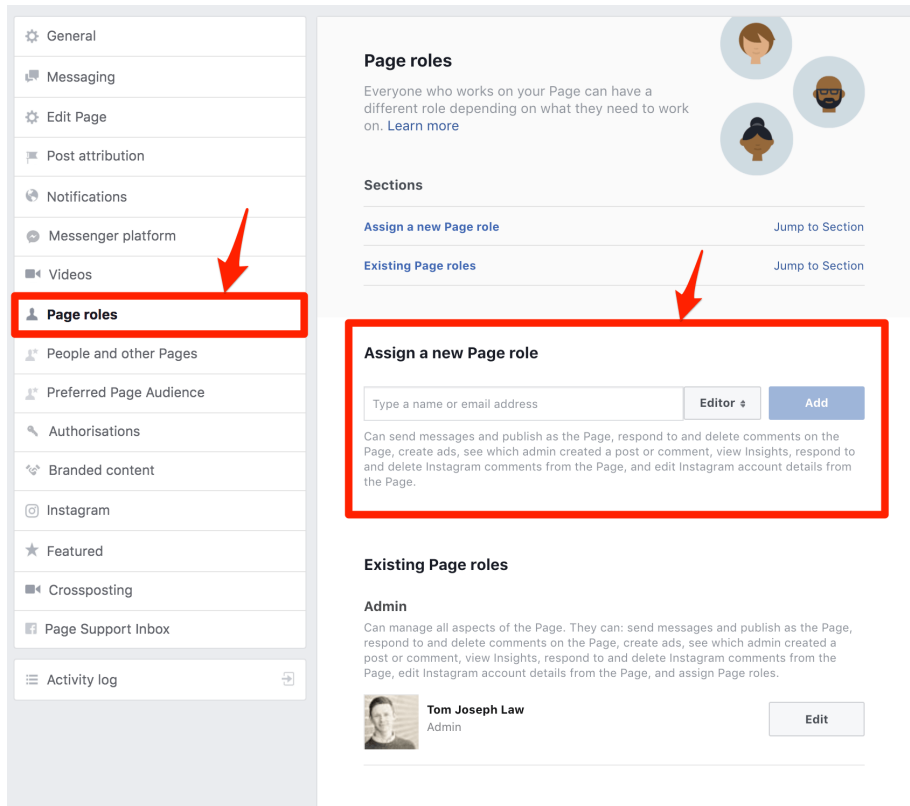 General
Messaging
Edit Page
Post attribution
Notifications
Messenger platform
Videos
Page roles
People and other Pages
Preferred Page Audience
Authorisations
Branded content
Instagram
Featured
Crossposting
Page Support Inbox
Activity log
Page roles
Everyone who works on your Page can have a
different role depending on what they need to work
on. Learn more
Sections
Assign a new Page role Jump to Section
Existing Page roles Jump to Section
Assign a new Page role
Type a name or email address Editor Add
Can send messages and publish as the Page, respond to and delete comments on the
Page, create ads, see which admin created a post or comment, view Insights, respond to
and delete Instagram comments from the Page, and edit Instagram account details from
the Page.
Existing Page roles
Admin
Can manage all aspects of the Page. They can: send messages and publish as the Page,
respond to and delete comments on the Page, create ads, see which admin created a
post or comment, view Insights, respond to and delete Instagram comments from the
Page, edit Instagram account details from the Page, and assign Page roles.
Tom Joseph Law
Admin
Edit